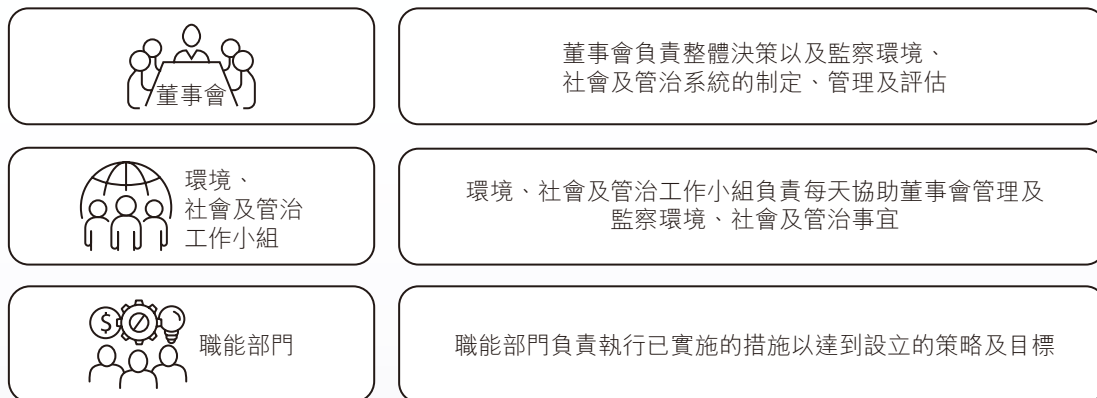 董事會
董事會負責整體決策以及監察環境、
社會及管治系統的制定、管理及評估
環境、
社會及管治
工作小組
環境、社會及管治工作小組負責每天協助董事會管理及
監察環境、社會及管治事宜
$
職能部門
職能部門負責執行已實施的措施以達到設立的策略及目標